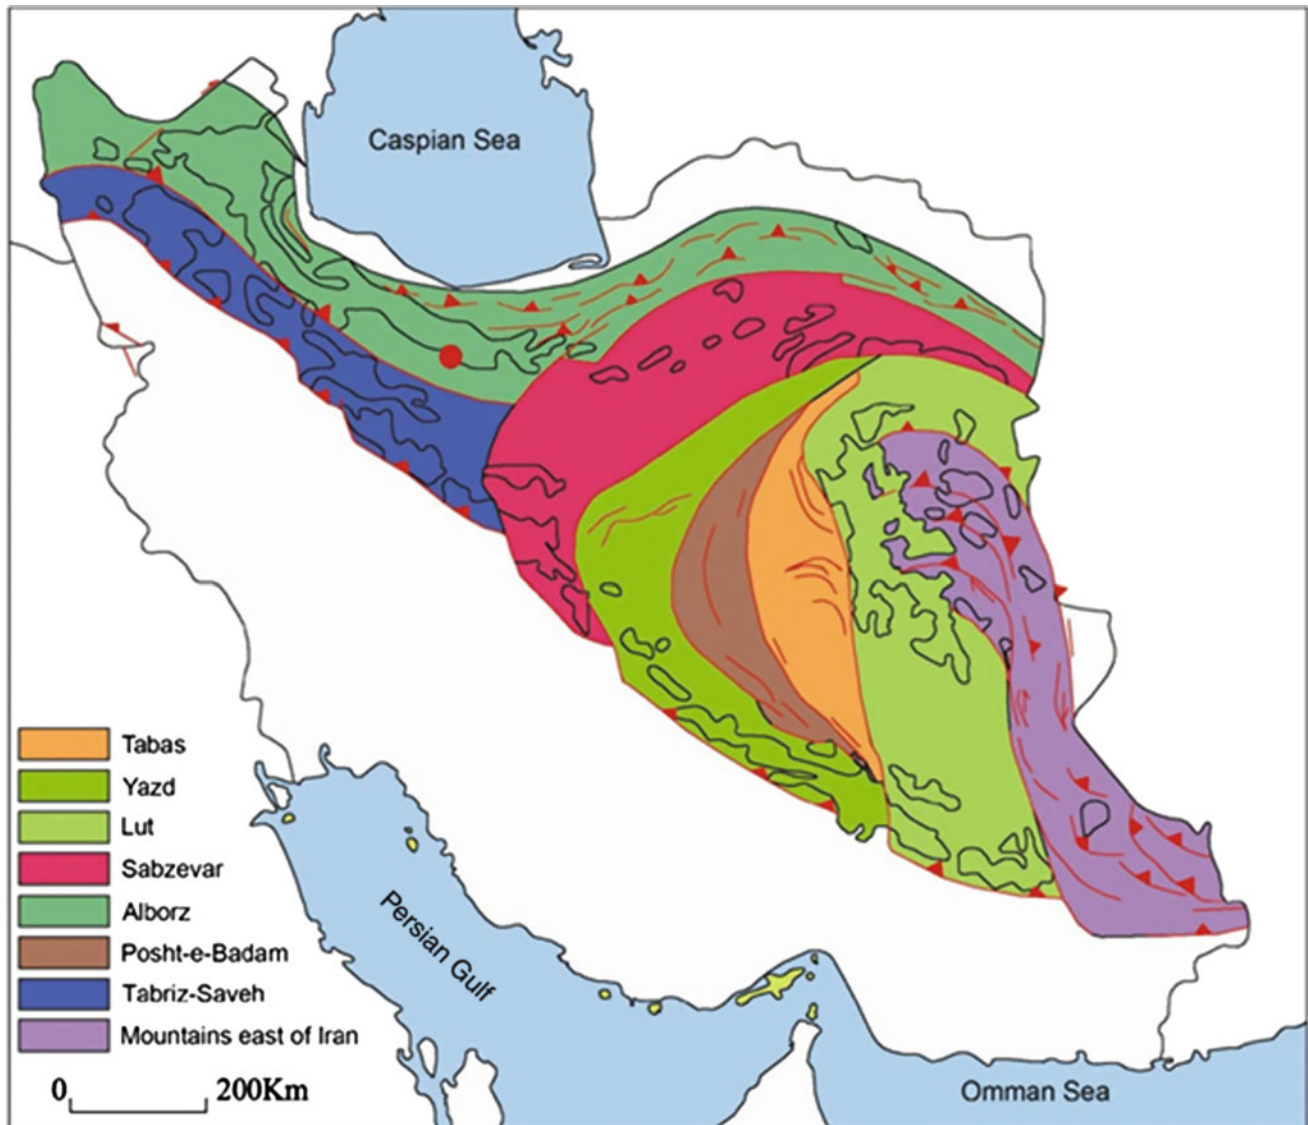 Caspian Sea
Tabas
Yazd
Lut
Sabzevar
Alborz
Posht-e-Badam
Tabriz-Saveh
Mountains east of Iran
0 200Km
Persian Gulf
Omman Sea